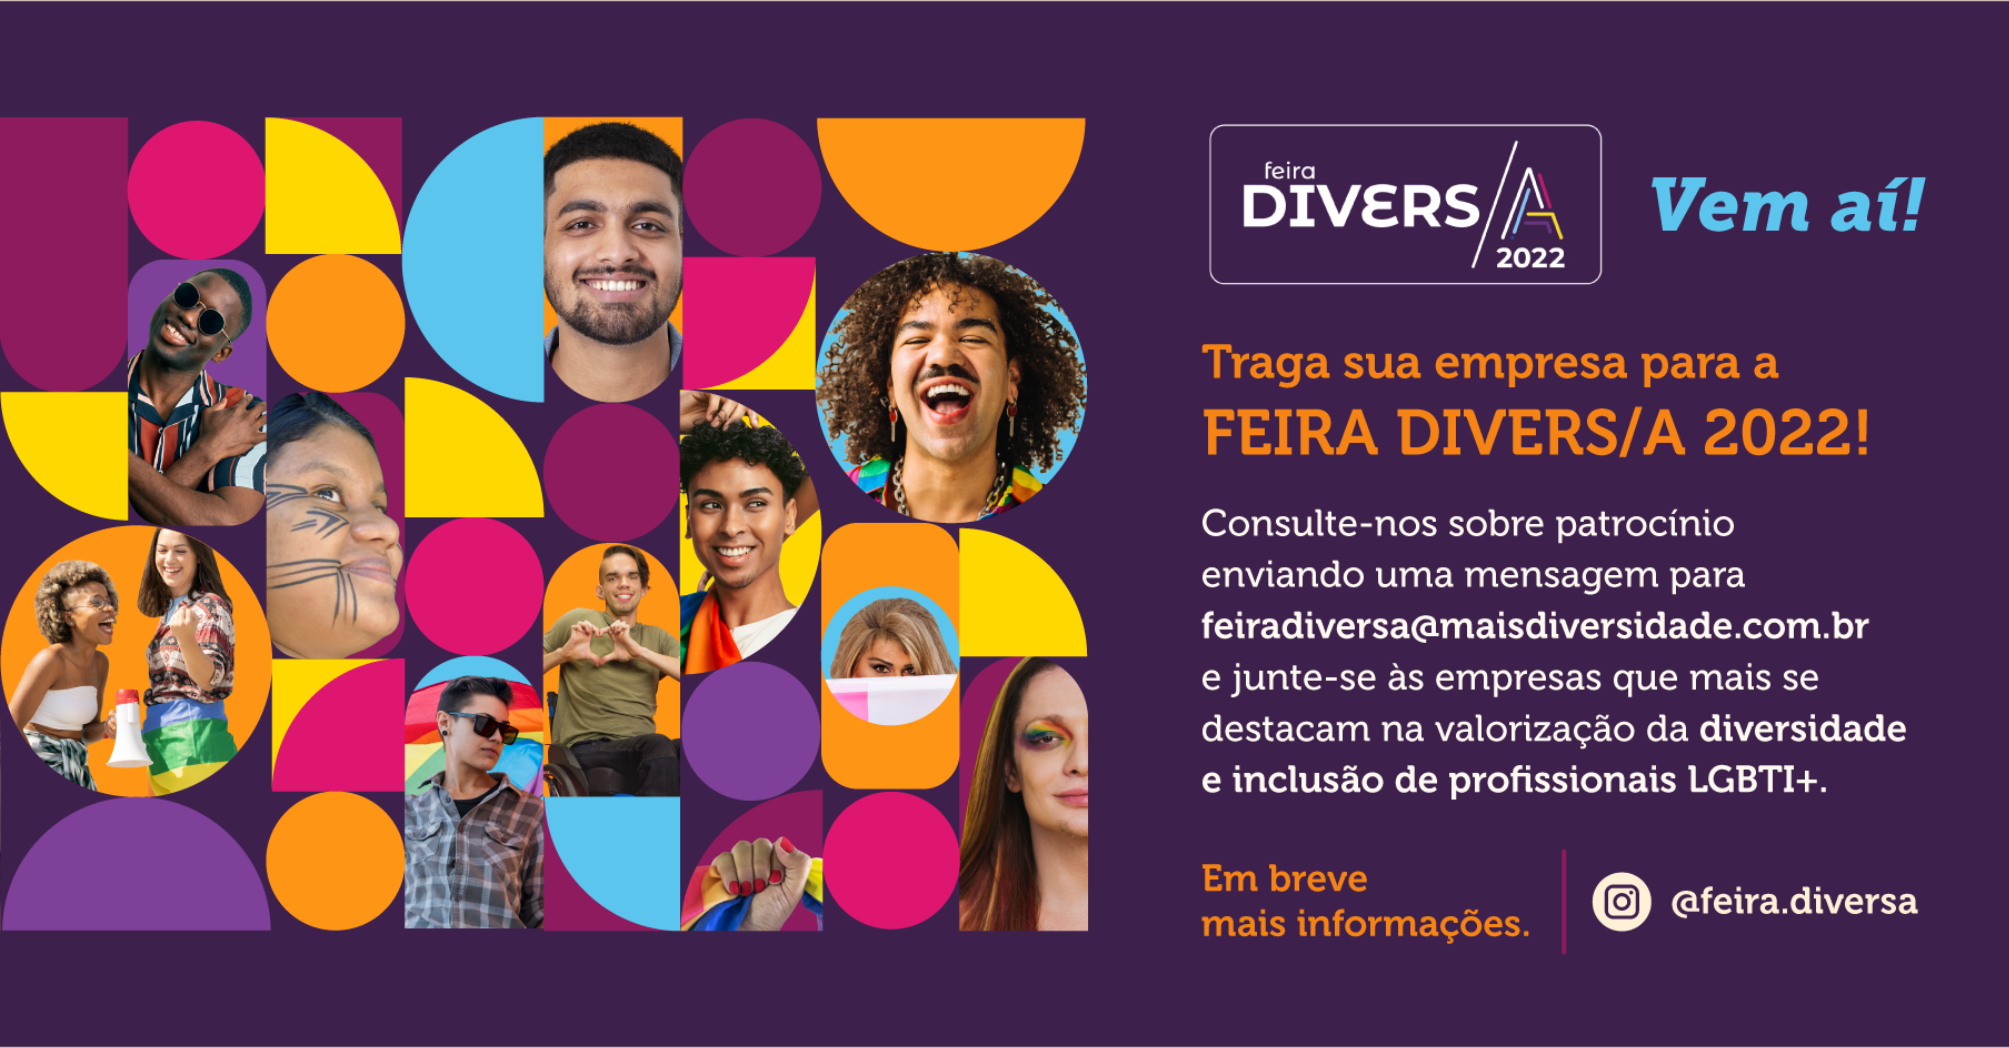 feira
DIVERS/A
2022
Vem aí!
Traga sua empresa para a
FEIRA DIVERS/A 2022!
Consulte-nos sobre patrocínio
enviando uma mensagem para
feiradiversa@maisdiversidade.com.br
e junte-se às empresas que mais se
destacam na valorização da diversidade
e inclusão de profissionais LGBTI+.
Em breve
mais informações.
@feira.diversa